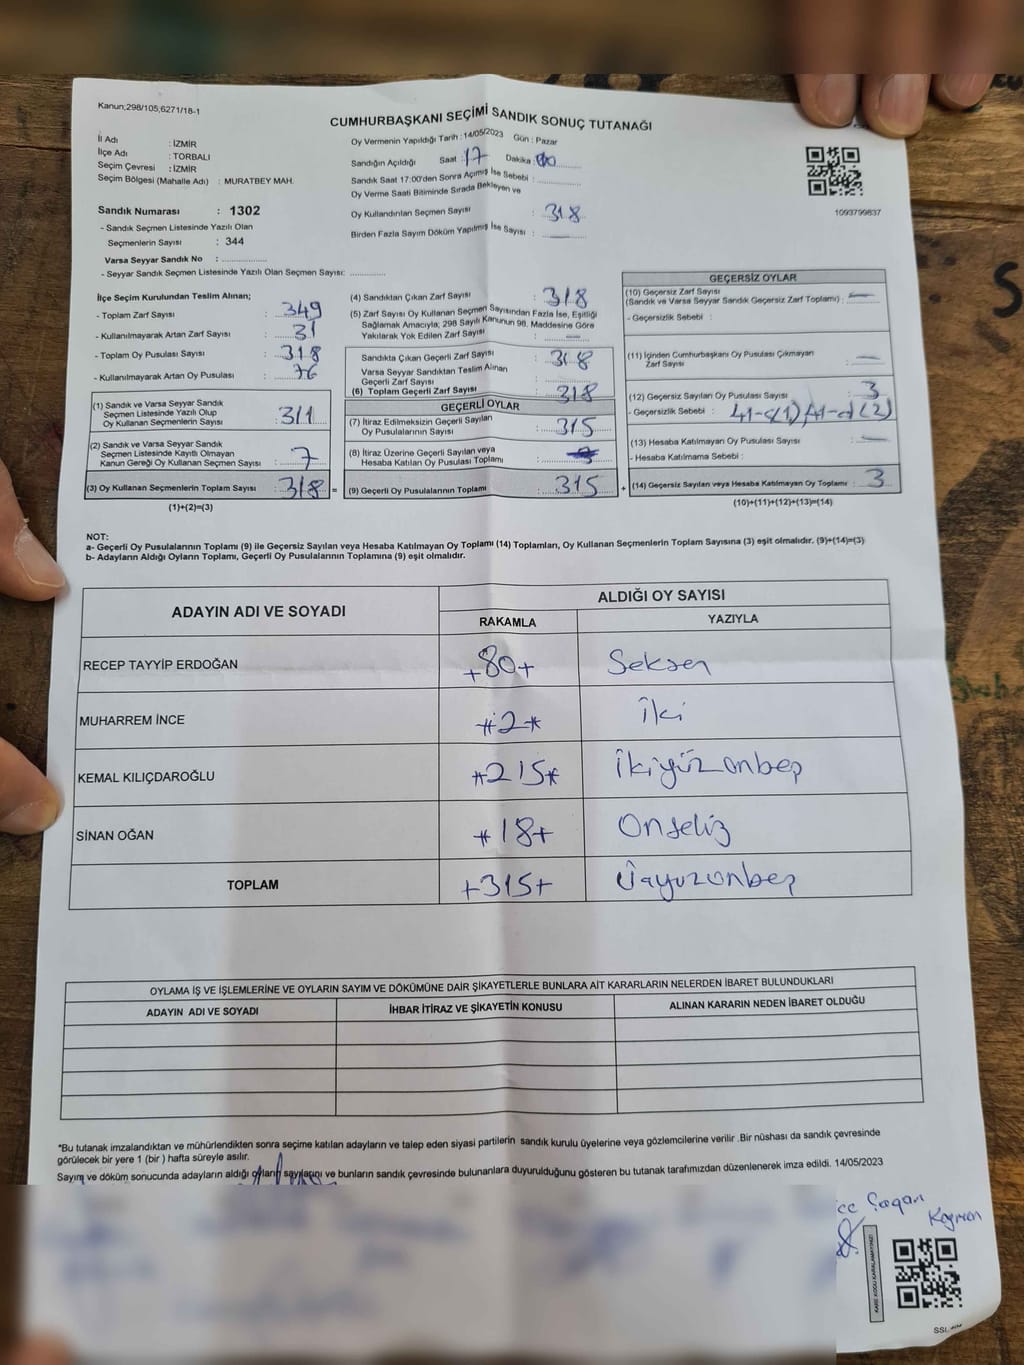 Kanun;298/105,6271/18-1
CUMHURBAŞKANI SEÇİMİ SANDIK SONUÇ TUTANAĞI
İl Adı : İZMİR
İlçe Adı : TORBALI
Seçim Çevresi : İZMİR
Seçim Bölgesi (Mahalle Adı) : MURATBEY MAH.
Sandık Numarası : 1302
- Sandık Seçmen Listesinde Yazılı Olan
Seçmenlerin Sayısı : 344
Varsa Seyyar Sandık No : ..............
- Seyyar Sandık Seçmen Listesinde Yazılı Olan Seçmen Sayısı: ............
Oy Vermenin Yapıldığı Tarih : 14/05/2023 Gün : Pazar
Sandığın Açıldığı Saat : 17 Dakika : 00
Sandık Saat 17:00'den Sonra Açımış İse Sebebi :
Oy Verme Saati Bitiminde Sırada Bekleyen ve
Oy Kullandırılan Seçmen Sayısı : 318
Birden Fazla Sayım Döküm Yapılmış İse Sayısı :
1093799837
İlçe Seçim Kurulundan Teslim Alınan;
- Toplam Zarf Sayısı : 349
- Kullanılmayarak Artan Zarf Sayısı : 31
- Toplam Oy Pusulası Sayısı : 318
- Kullanılmayarak Artan Oy Pusulası : 76
(1) Sandık ve Varsa Seyyar Sandık
Seçmen Listesinde Yazılı Olup
Oy Kullanan Seçmenlerin Sayısı : 311
(2) Sandık ve Varsa Seyyar Sandık
Seçmen Listesinde Kayıtlı Olmayan
Kanun Gereği Oy Kullanan Seçmen Sayısı : 7
(3) Oy Kullanan Seçmenlerin Toplam Sayısı : 318 =
(1)+(2)=(3)
(4) Sandıktan Çıkan Zarf Sayısı : 318
(5) Zarf Sayısı Oy Kullanan Seçmen Sayısından Fazla İse, Eşitliği
Sağlamak Amacıyla; 298 Sayılı Kanunun 98. Maddesine Göre
Yakılarak Yok Edilen Zarf Sayısı : —
Sandıkta Çıkan Geçerli Zarf Sayısı : 318
Varsa Seyyar Sandıktan Teslim Alınan
Geçerli Zarf Sayısı
(6) Toplam Geçerli Zarf Sayısı : 318
GEÇERLİ OYLAR
(7) İtiraz Edilmeksizin Geçerli Sayılan
Oy Pusulalarının Sayısı : 315
(8) İtiraz Üzerine Geçerli Sayılan veya
Hesaba Katılan Oy Pusulası Toplamı :
(9) Geçerli Oy Pusulalarının Toplamı : 315 +
GEÇERSİZ OYLAR
(10) Geçersiz Zarf Sayısı
(Sandık ve Varsa Seyyar Sandık Geçersiz Zarf Toplamı) : —
- Geçersizlik Sebebi :
(11) İçinden Cumhurbaşkanı Oy Pusulası Çıkmayan
Zarf Sayısı : —
(12) Geçersiz Sayılan Oy Pusulası Sayısı : 3
- Geçersizlik Sebebi : 41-c(1), 41-d(2)
(13) Hesaba Katılmayan Oy Pusulası Sayısı : —
- Hesaba Katılmama Sebebi :
(14) Geçersiz Sayılan veya Hesaba Katılmayan Oy Toplamı : 3
(10)+(11)+(12)+(13)=(14)
NOT:
a- Geçerli Oy Pusulalarının Toplamı (9) ile Geçersiz Sayılan veya Hesaba Katılmayan Oy Toplamı (14) Toplamları, Oy Kullanan Seçmenlerin Toplam Sayısına (3) eşit olmalıdır. (9)+(14)=(3)
b- Adayların Aldığı Oyların Toplamı, Geçerli Oy Pusulalarının Toplamına (9) eşit olmalıdır.
ADAYIN ADI VE SOYADI
ALDIĞI OY SAYISI
RAKAMLA YAZIYLA
RECEP TAYYİP ERDOĞAN +80+ Seksen
MUHARREM İNCE *2* İki
KEMAL KILIÇDAROĞLU *215* İkiyüzonbeş
SİNAN OĞAN *18+ Onsekiz
TOPLAM +315+ Üçyüzonbeş
OYLAMA İŞ VE İŞLEMLERİNE VE OYLARIN SAYIM VE DÖKÜMÜNE DAİR ŞİKAYETLERLE BUNLARA AİT KARARLARIN NELERDEN İBARET BULUNDUKLARI
ADAYIN ADI VE SOYADI İHBAR İTİRAZ VE ŞİKAYETİN KONUSU ALINAN KARARIN NEDEN İBARET OLDUĞU
*Bu tutanak imzalandıktan ve mühürlendikten sonra seçime katılan adayların ve talep eden siyasi partilerin sandık kurulu üyelerine veya gözlemcilerine verilir .Bir nüshası da sandık çevresinde
görülecek bir yere 1 (bir ) hafta süreyle asılır.
Sayım ve döküm sonucunda adayların aldığı oyların sayılarını ve bunların sandık çevresinde bulunanlara duyurulduğunu gösteren bu tutanak tarafımızdan düzenlenerek imza edildi. 14/05/2023
KARE KODU KARALAMAYINIZ!